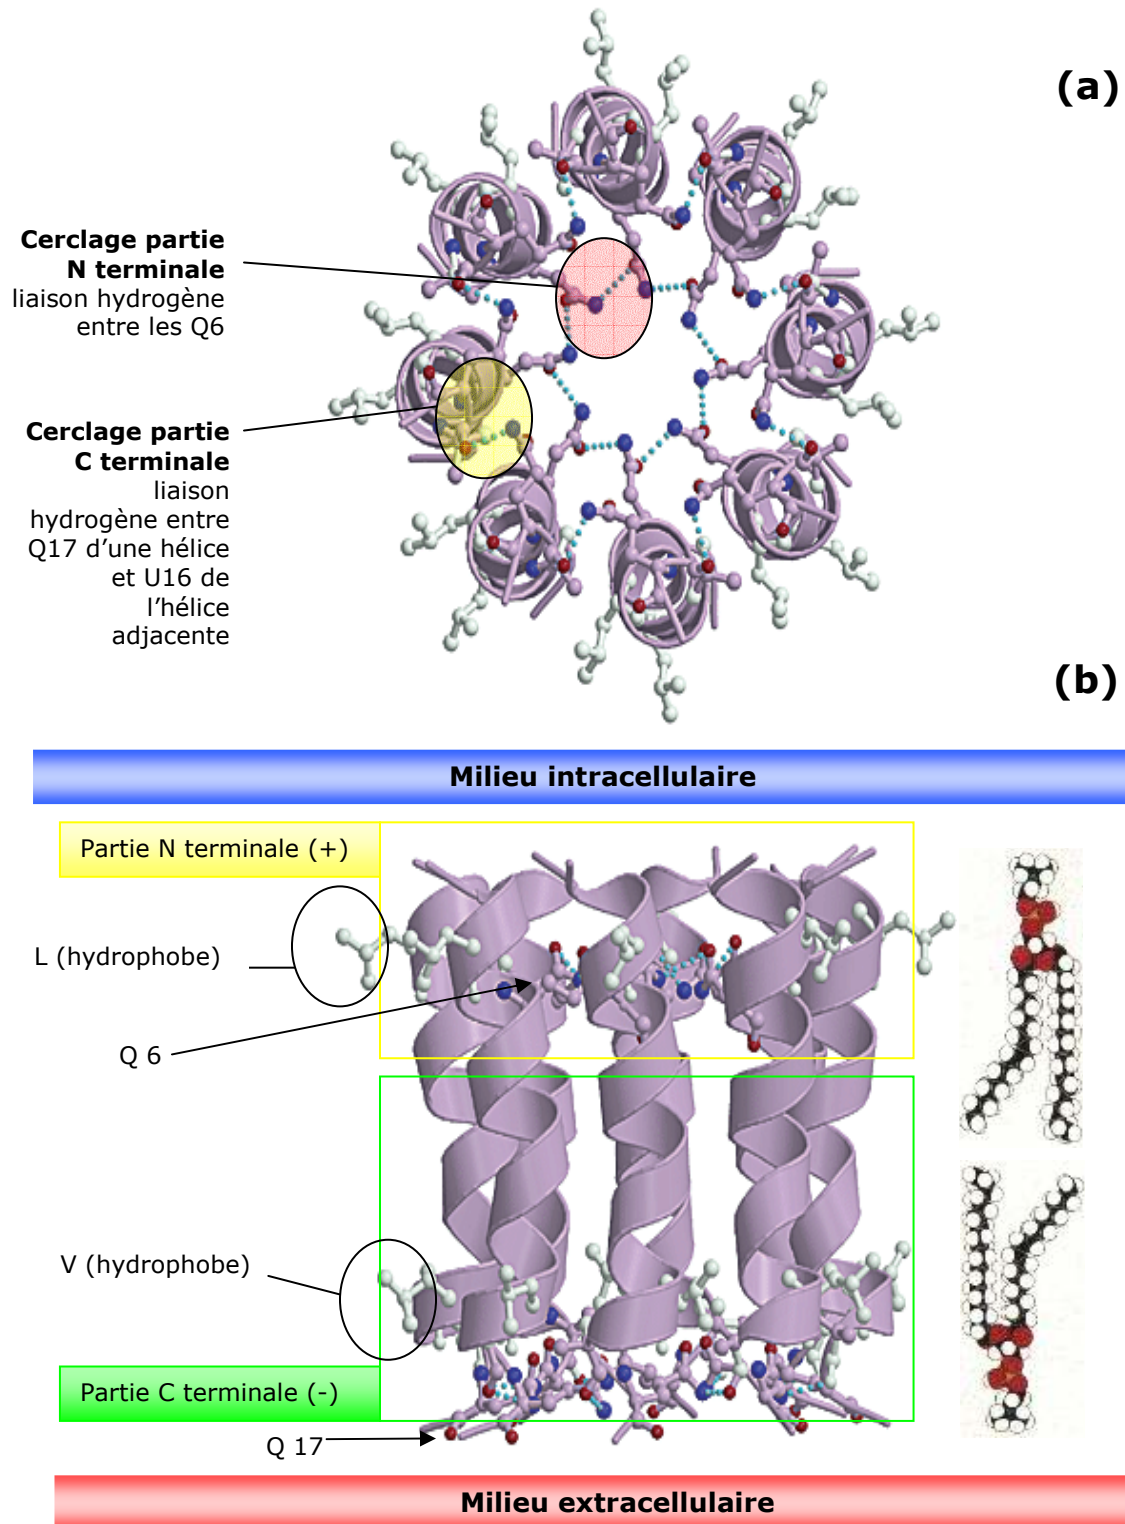 (a)
Cerclage partie
N terminale
liaison hydrogène
entre les Q6
Cerclage partie
C terminale
liaison
hydrogène entre
Q17 d’une hélice
et U16 de
l’hélice
adjacente
(b)
Milieu intracellulaire
Partie N terminale (+)
L (hydrophobe)
Q 6
V (hydrophobe)
Partie C terminale (-)
Q 17
Milieu extracellulaire